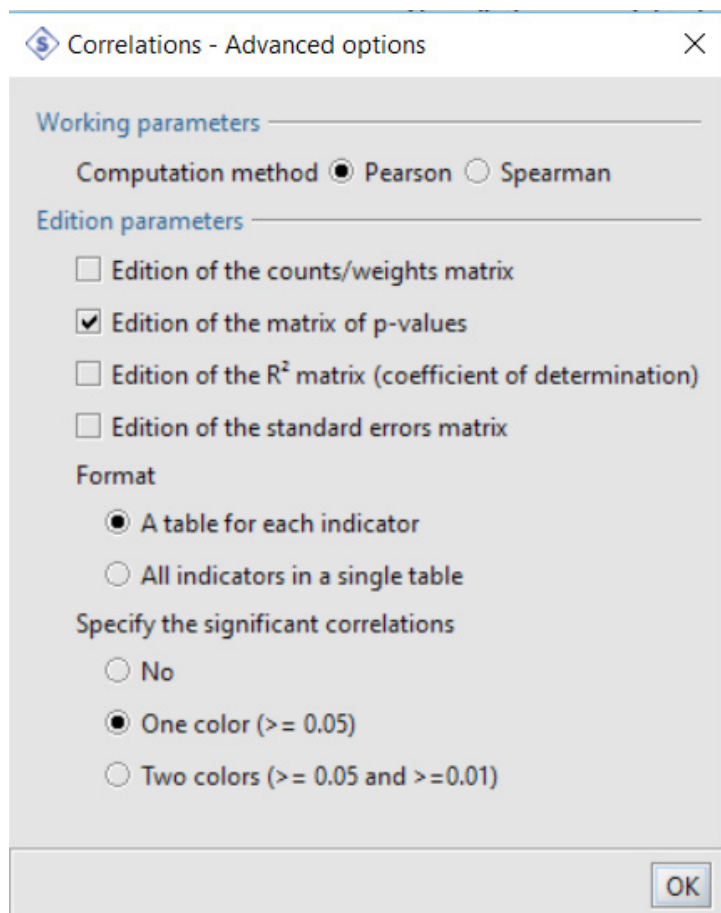 Correlations - Advanced options
Working parameters
Computation method Pearson Spearman
Edition parameters
Edition of the counts/weights matrix
Edition of the matrix of p-values
Edition of the R² matrix (coefficient of determination)
Edition of the standard errors matrix
Format
A table for each indicator
All indicators in a single table
Specify the significant correlations
No
One color (>= 0.05)
Two colors (>= 0.05 and >=0.01)
OK